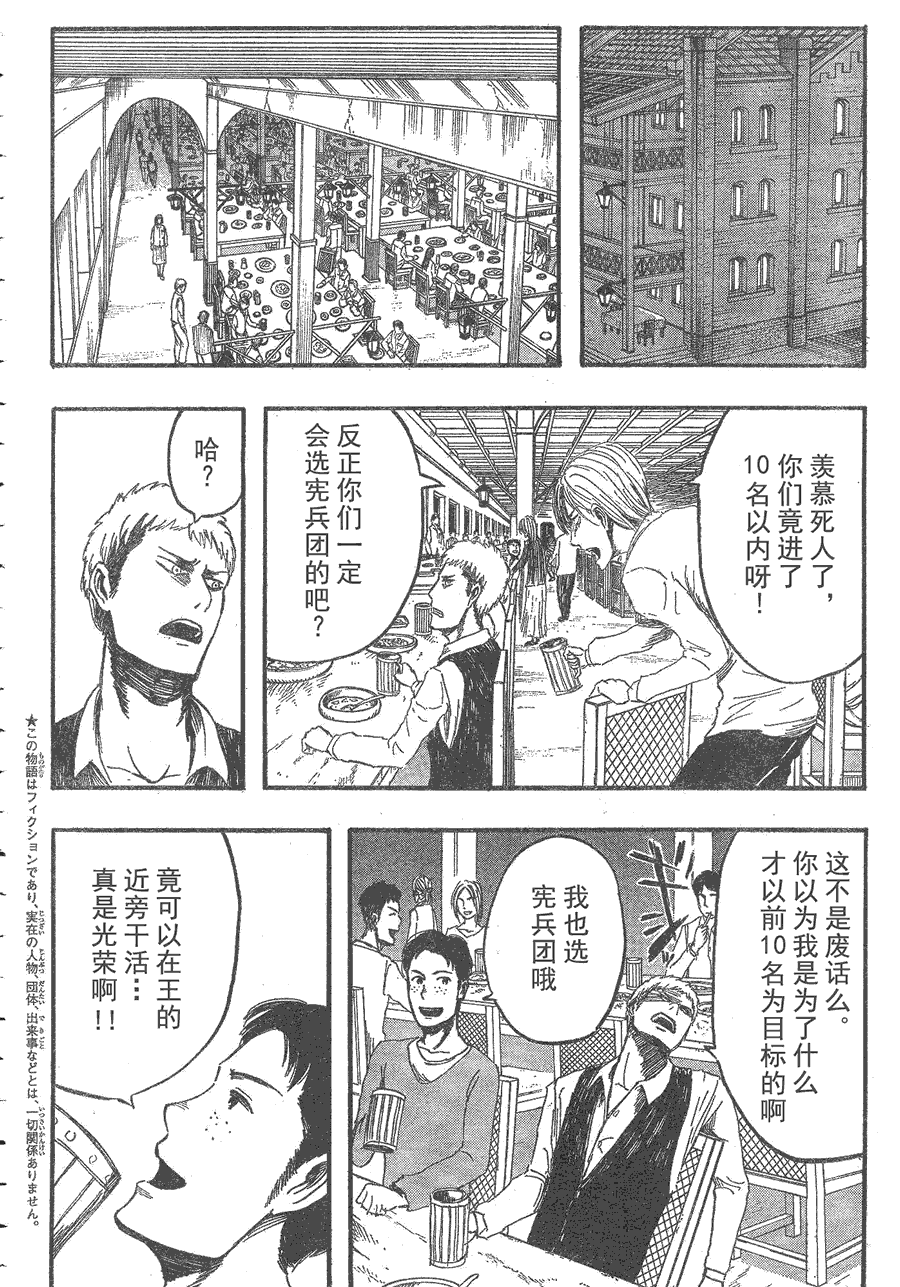 羡慕死人了，
你们竟进了
10名以内呀！
反正你们一定
会选宪兵团的吧？
哈？
这不是废话么。
你以为我是为了什么
才以前10名为目标的啊
我也选
宪兵团哦
竟可以在王的
近旁干活…
真是光荣啊!!
★この物語はフィクションであり、実在の人物、団体、出来事などとは、一切関係ありません。